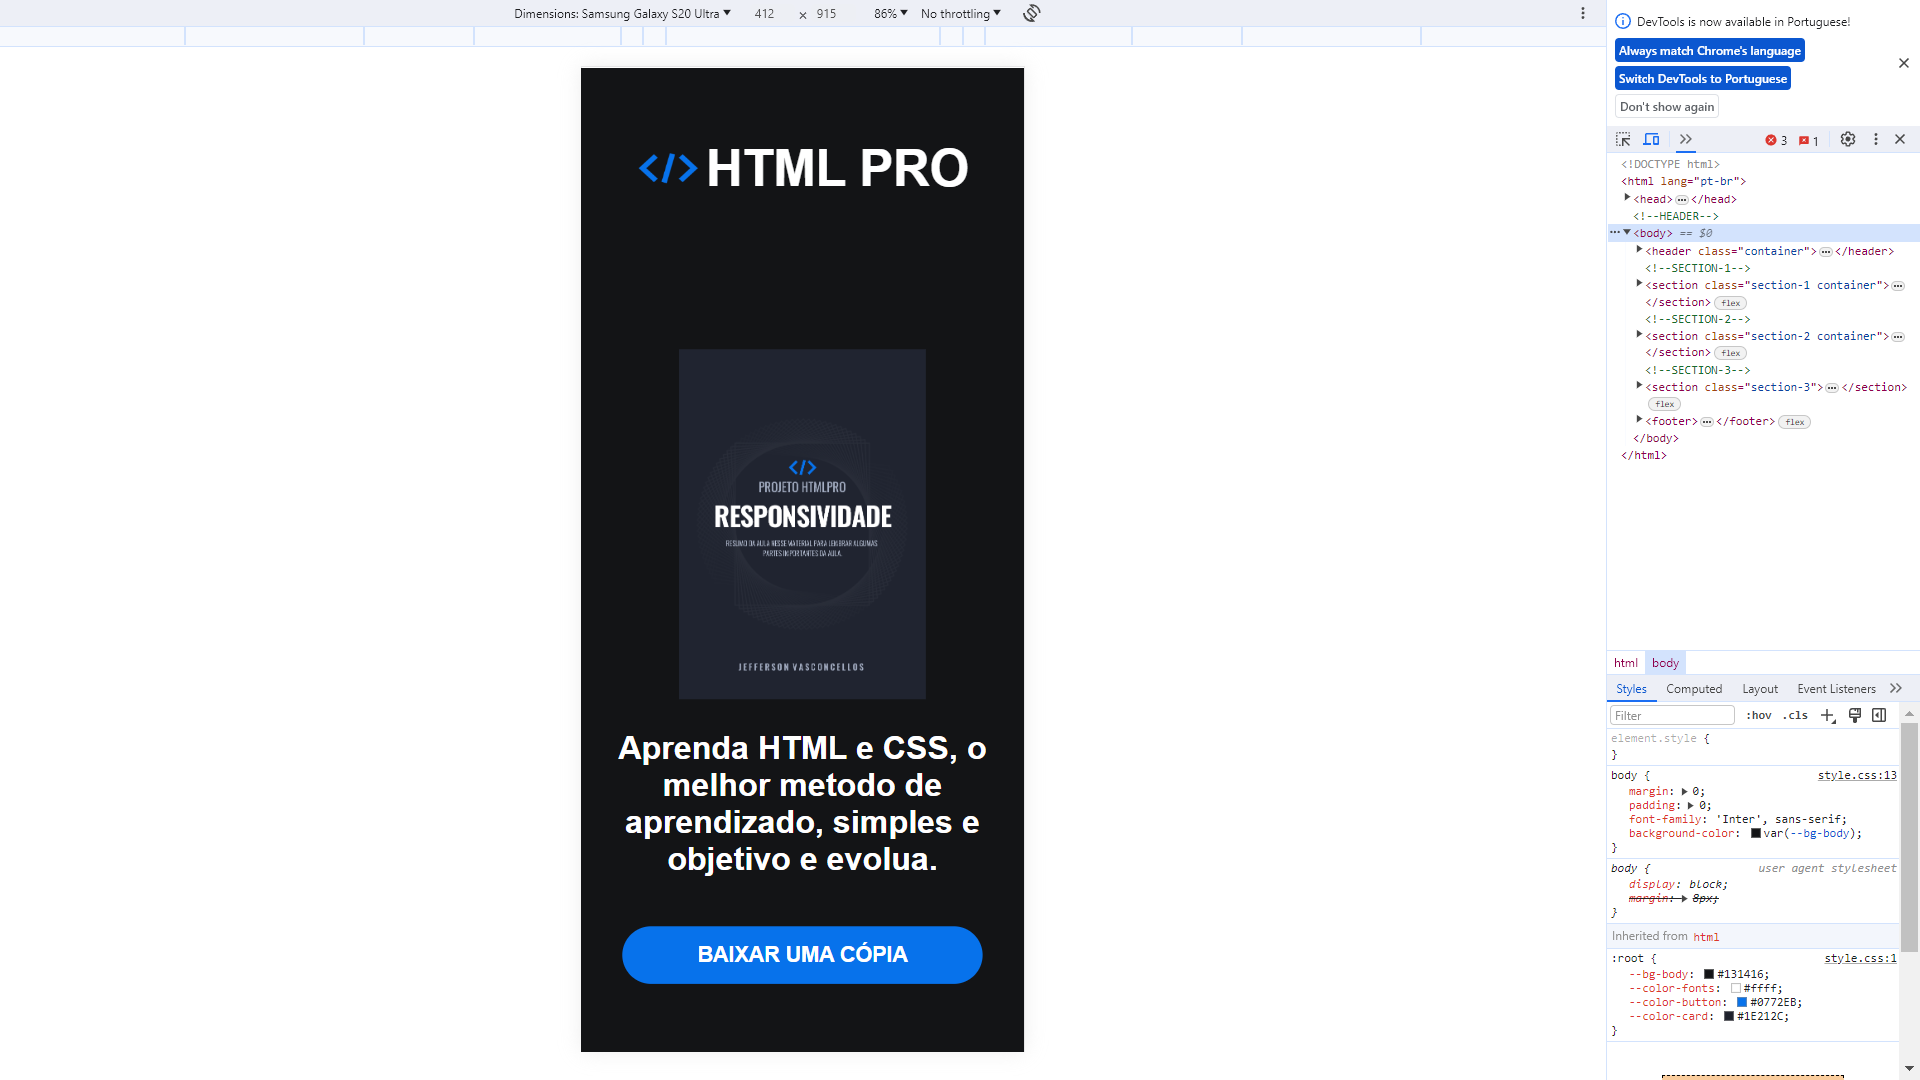 Dimensions: Samsung Galaxy S20 Ultra 412 x 915 86% No throttling
</> HTML PRO
</>
PROJETO HTMLPRO
RESPONSIVIDADE
RESUMO DA AULA NESSE MATERIAL PARA LEMBRAR ALGUMAS
PARTES IMPORTANTES DA AULA.
JEFFERSON VASCONCELLOS
Aprenda HTML e CSS, o
melhor metodo de
aprendizado, simples e
objetivo e evolua.
BAIXAR UMA CÓPIA
DevTools is now available in Portuguese!
Always match Chrome's language
Switch DevTools to Portuguese
Don't show again
3 1
<!DOCTYPE html>
<html lang="pt-br">
<head>…</head>
<!--HEADER-->
<body> == $0
<header class="container">…</header>
<!--SECTION-1-->
<section class="section-1 container">…
</section> flex
<!--SECTION-2-->
<section class="section-2 container">…
</section> flex
<!--SECTION-3-->
<section class="section-3">…</section>
flex
<footer>…</footer> flex
</body>
</html>
html body
Styles Computed Layout Event Listeners
Filter :hov .cls
element.style {
}
body { style.css:13
margin: 0;
padding: 0;
font-family: 'Inter', sans-serif;
background-color: var(--bg-body);
}
body { user agent stylesheet
display: block;
margin: 8px;
}
Inherited from html
:root { style.css:1
--bg-body: #131416;
--color-fonts: #ffff;
--color-button: #0772EB;
--color-card: #1E212C;
}